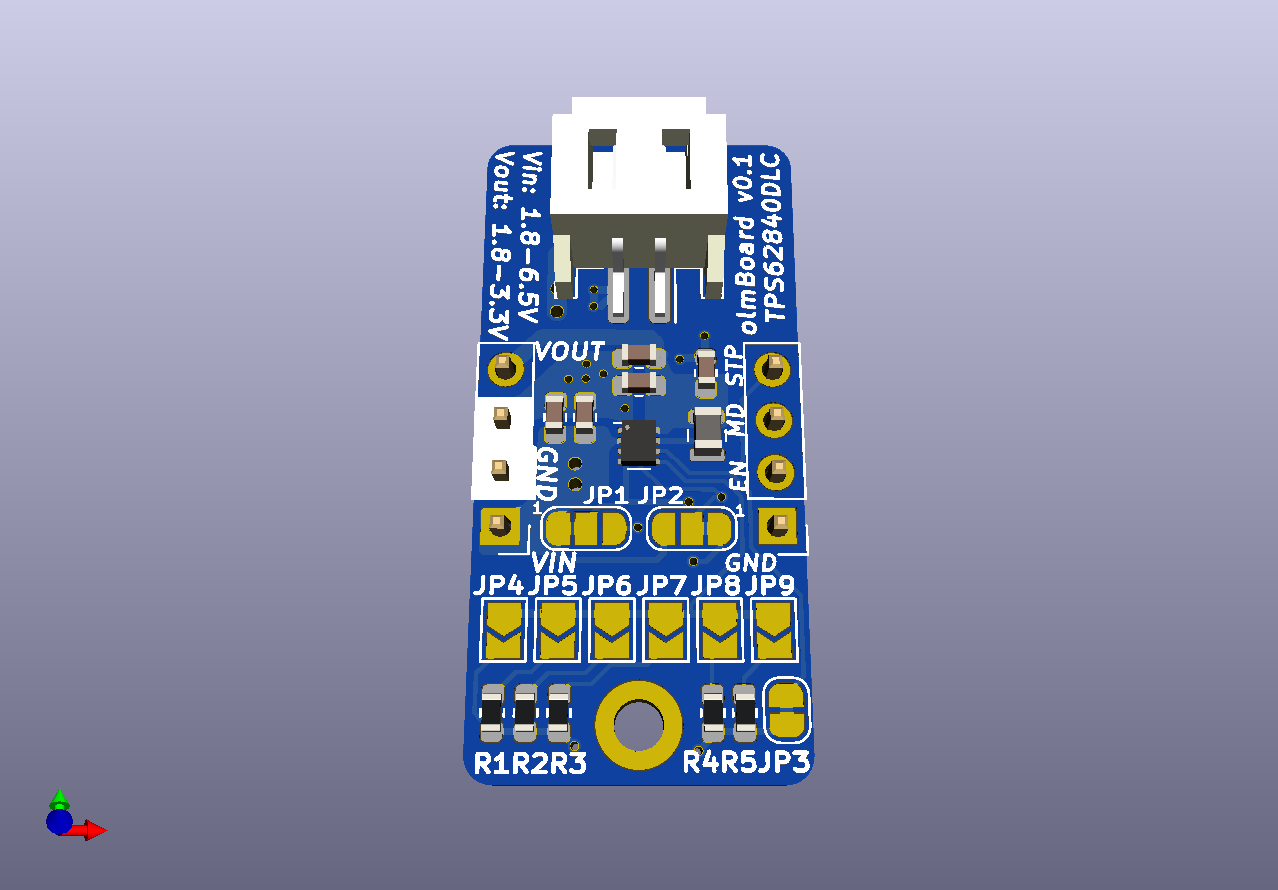 Vin: 1.8-6.5V
Vout: 1.8-3.3V
olmBoard v0.1
TPS62840DLC
VOUT
STP
MD
EN
GND
JP1 JP2
1
1
VIN
GND
JP4 JP5 JP6 JP7 JP8 JP9
R1 R2 R3
R4 R5 JP3